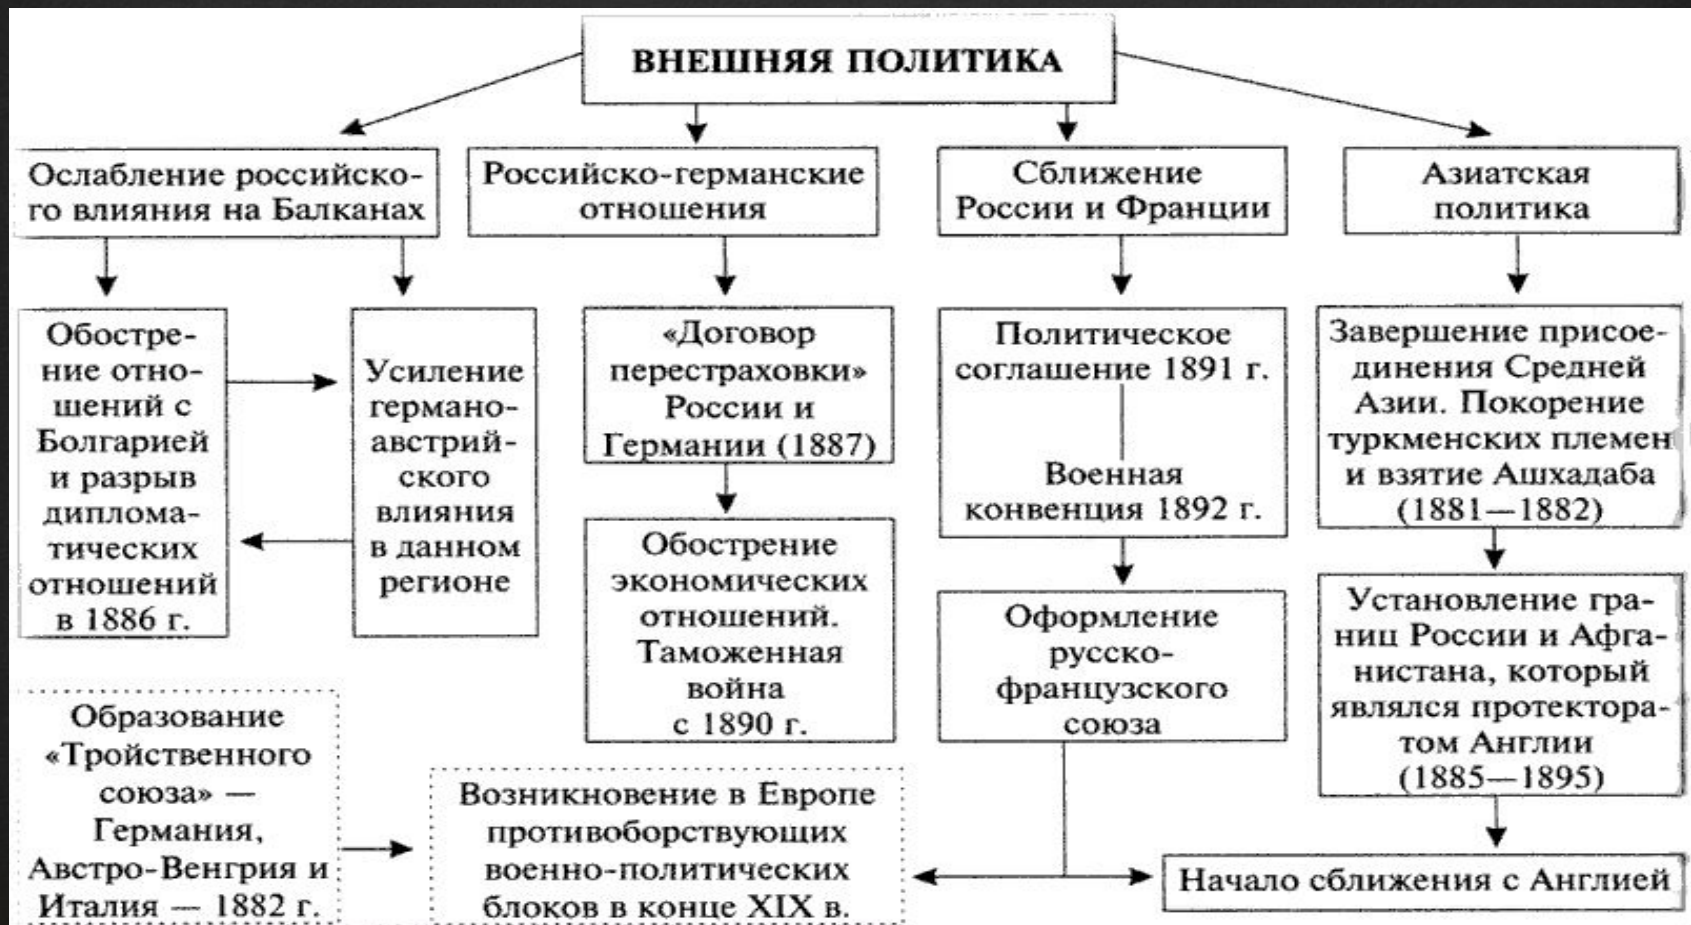 ВНЕШНЯЯ ПОЛИТИКА
Ослабление российско-
го влияния на Балканах
Российско-германские
отношения
Сближение
России и Франции
Азиатская
политика
Обостре-
ние отно-
шений с
Болгарией
и разрыв
диплома-
тических
отношений
в 1886 г.
Усиление
германо-
австрий-
ского
влияния
в данном
регионе
«Договор
перестраховки»
России и
Германии (1887)
Обострение
экономических
отношений.
Таможенная
война
с 1890 г.
Политическое
соглашение 1891 г.
Военная
конвенция 1892 г.
Оформление
русско-
французского
союза
Завершение присое-
динения Средней
Азии. Покорение
туркменских племен
и взятие Ашхадаба
(1881—1882)
Установление гра-
ниц России и Афга-
нистана, который
являлся протектора-
том Англии
(1885—1895)
Образование
«Тройственного
союза» —
Германия,
Австро-Венгрия и
Италия — 1882 г.
Возникновение в Европе
противоборствующих
военно-политических
блоков в конце XIX в.
Начало сближения с Англией